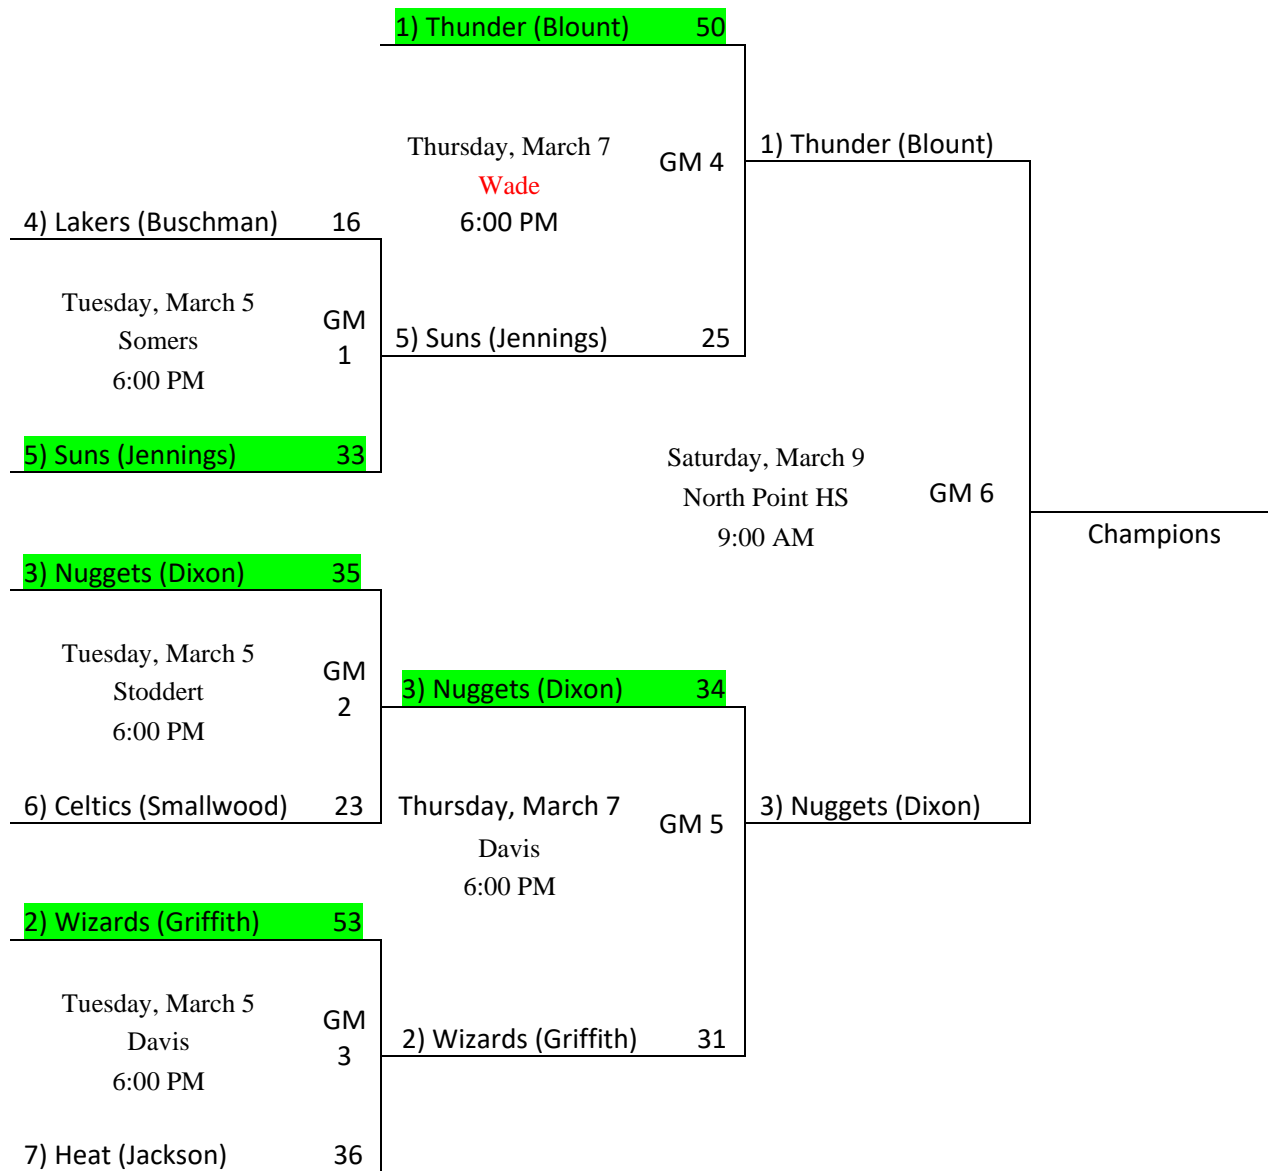 1) Thunder (Blount) 50
Thursday, March 7
Wade
6:00 PM
GM 4
1) Thunder (Blount)
4) Lakers (Buschman) 16
Tuesday, March 5
Somers
6:00 PM
GM
1
5) Suns (Jennings) 25
5) Suns (Jennings) 33
Saturday, March 9
North Point HS
9:00 AM
GM 6
Champions
3) Nuggets (Dixon) 35
Tuesday, March 5
Stoddert
6:00 PM
GM
2
3) Nuggets (Dixon) 34
6) Celtics (Smallwood) 23
Thursday, March 7
Davis
6:00 PM
GM 5
3) Nuggets (Dixon)
2) Wizards (Griffith) 53
Tuesday, March 5
Davis
6:00 PM
GM
3
2) Wizards (Griffith) 31
7) Heat (Jackson) 36